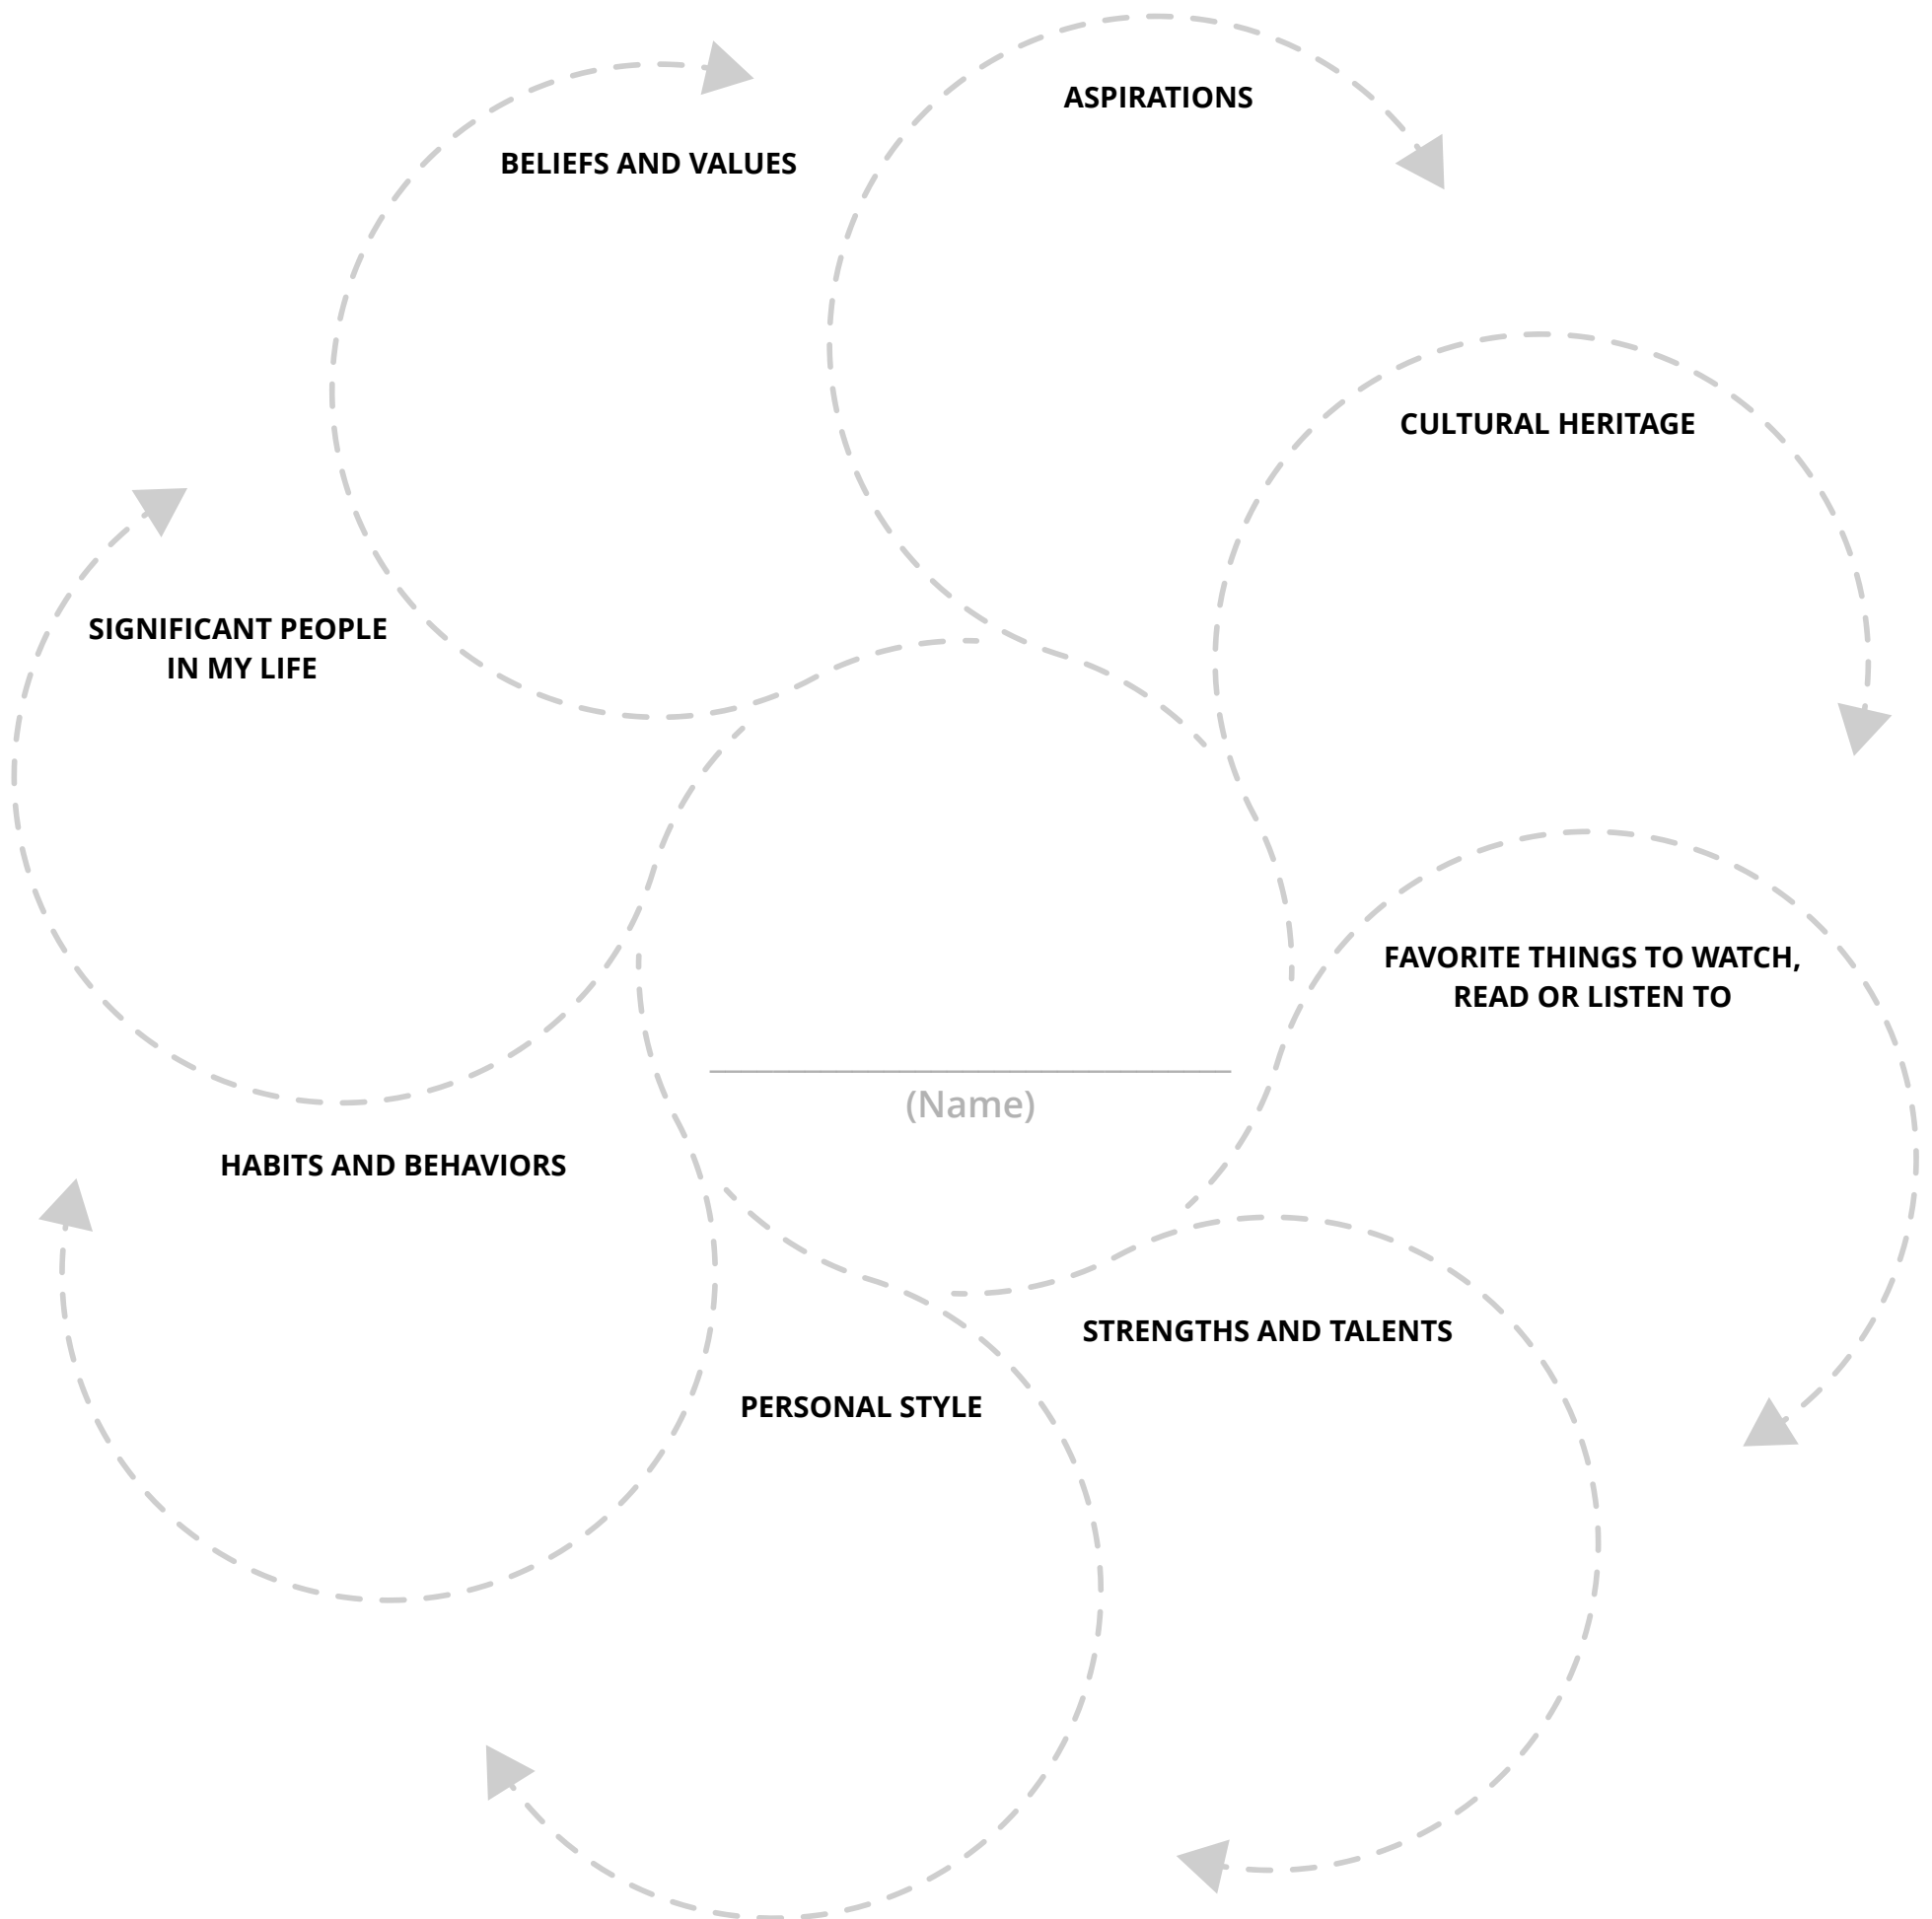 ASPIRATIONS
BELIEFS AND VALUES
CULTURAL HERITAGE
SIGNIFICANT PEOPLE
IN MY LIFE
FAVORITE THINGS TO WATCH,
READ OR LISTEN TO
(Name)
HABITS AND BEHAVIORS
STRENGTHS AND TALENTS
PERSONAL STYLE